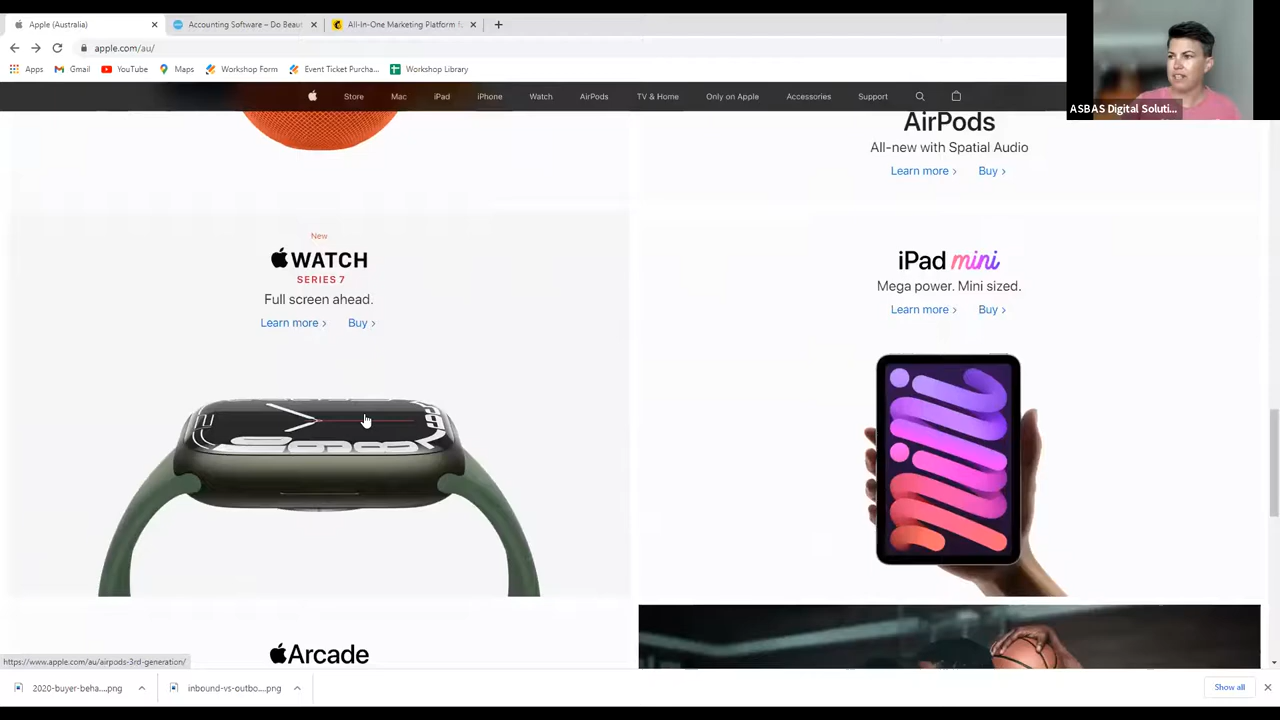 Apple (Australia)
Accounting Software – Do Beau
All-In-One Marketing Platform f
apple.com/au/
Apps
Gmail
YouTube
Maps
Workshop Form
Event Ticket Purcha...
Workshop Library
Store
Mac
iPad
iPhone
Watch
AirPods
TV & Home
Only on Apple
Accessories
Support
ASBAS Digital Soluti...
AirPods
All-new with Spatial Audio
Learn more >
Buy >
New
WATCH
SERIES 7
Full screen ahead.
Learn more >
Buy >
iPad mini
Mega power. Mini sized.
Learn more >
Buy >
Arcade
https://www.apple.com/au/airpods-3rd-generation/
2020-buyer-beha....png
inbound-vs-outbo....png
Show all